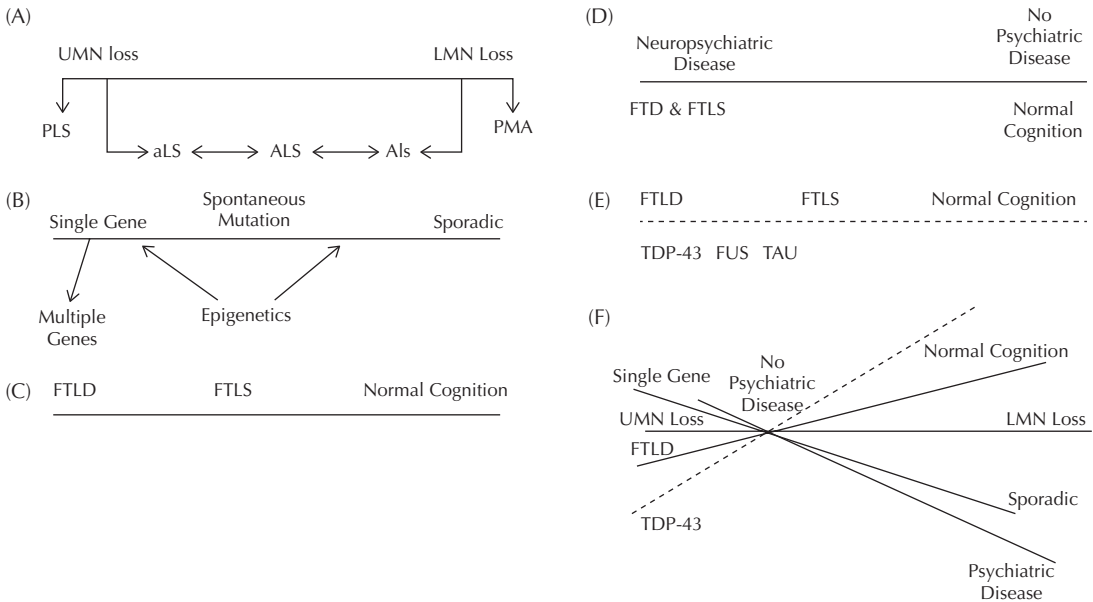 (A)
UMN loss LMN Loss
PLS PMA
aLS ALS Als
(B)
Spontaneous
Mutation
Single Gene Sporadic
Multiple
Genes
Epigenetics
(C) FTLD FTLS Normal Cognition
(D)
Neuropsychiatric
Disease
No
Psychiatric
Disease
FTD & FTLS
Normal
Cognition
(E) FTLD FTLS Normal Cognition
TDP-43 FUS TAU
(F)
Single Gene
No
Psychiatric
Disease
Normal Cognition
UMN Loss LMN Loss
FTLD
TDP-43
Sporadic
Psychiatric
Disease